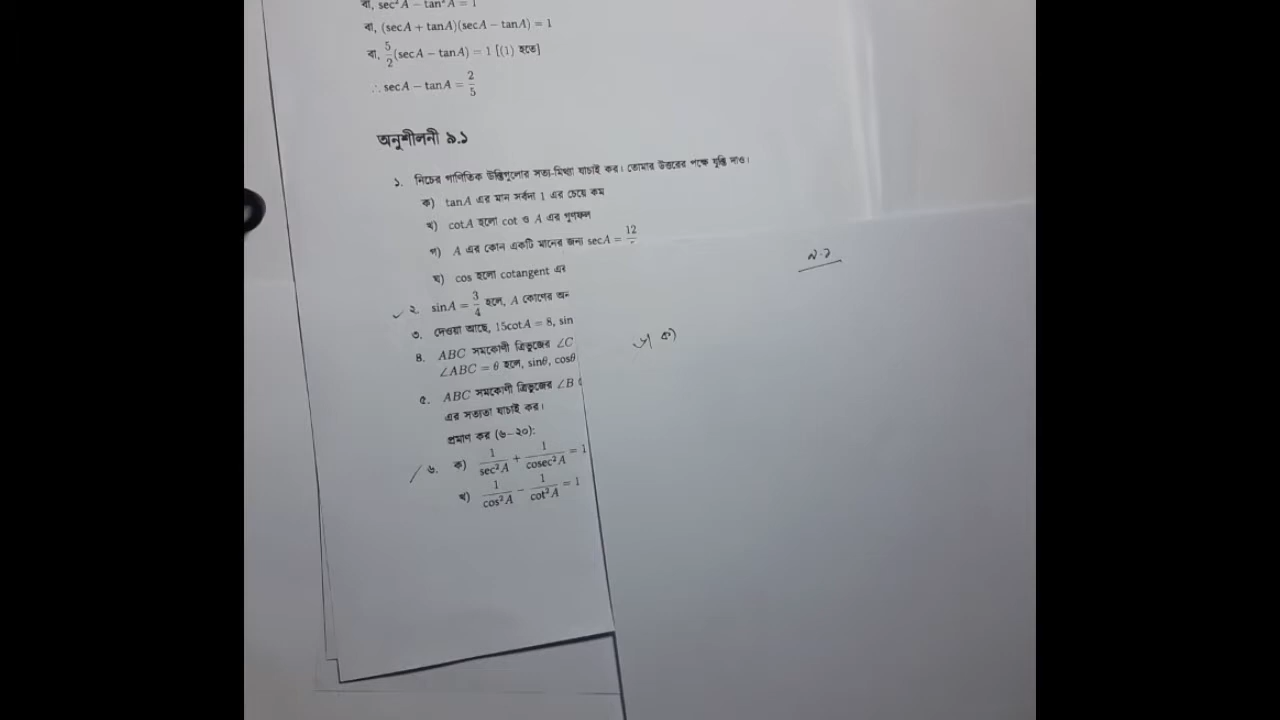 বা, sec²A − tan²A = 1
বা, (secA + tanA)(secA − tanA) = 1
বা, 5/2(secA − tanA) = 1 [(1) হতে]
∴ secA − tanA = 2/5
অনুশীলনী ৯.১
১. নিচের গাণিতিক উক্তিগুলোর সত্য-মিথ্যা যাচাই কর। তোমার উত্তরের পক্ষে যুক্তি দাও।
ক) tanA এর মান সর্বদা 1 এর চেয়ে কম
খ) cotA হলো cot ও A এর গুণফল
গ) A এর কোন একটি মানের জন্য secA = 12
ঘ) cos হলো cotangent এর
২. sinA = 3/4 হলে, A কোণের অন
৩. দেওয়া আছে, 15cotA = 8, sin
৪. ABC সমকোণী ত্রিভুজের ∠C
∠ABC = θ হলে, sinθ, cosθ
৫. ABC সমকোণী ত্রিভুজের ∠B
এর সত্যতা যাচাই কর।
প্রমাণ কর (৬−২০):
৬. ক) 1/sec²A + 1/cosec²A = 1
খ) 1/cos²A − 1/cot²A = 1
৯.১
৬| ক)